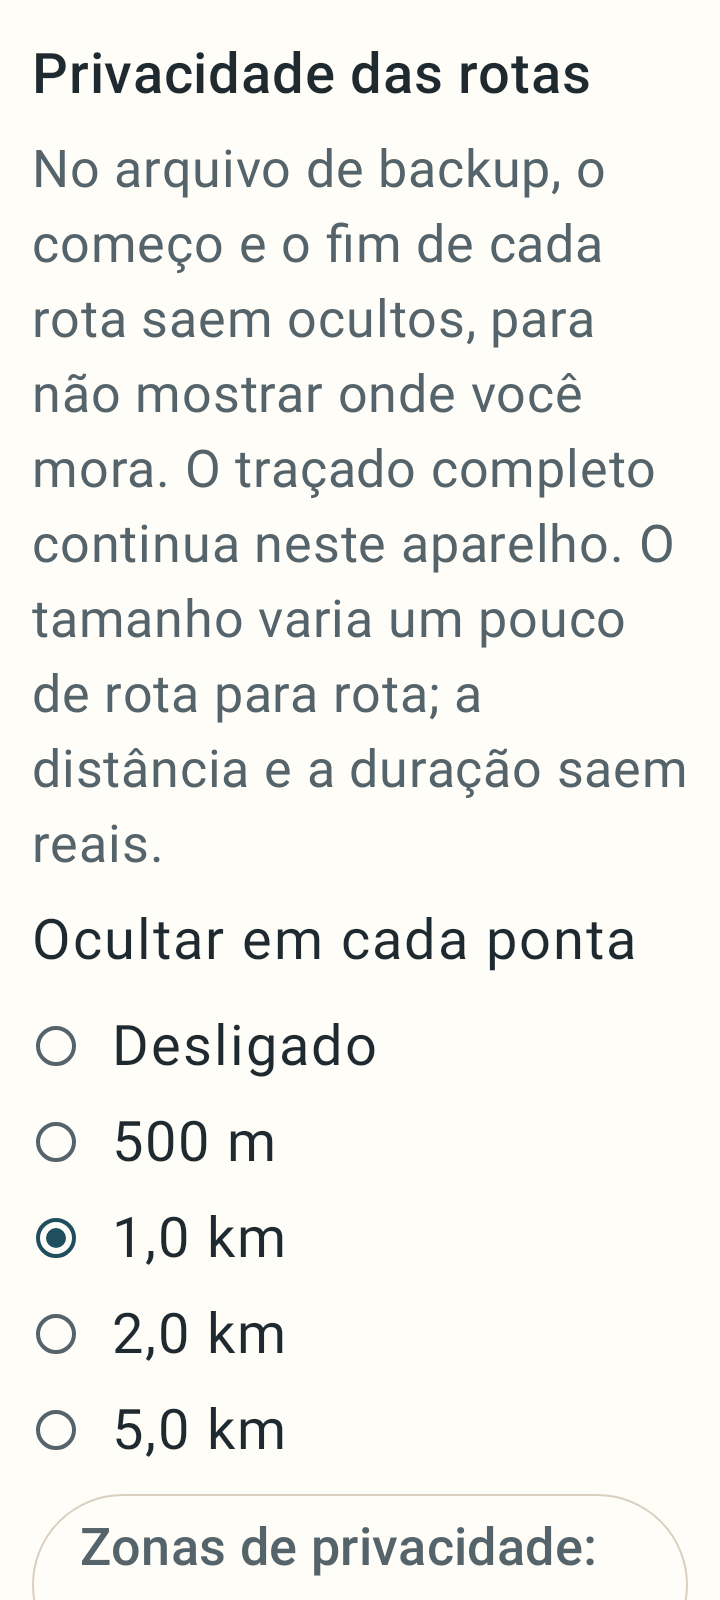 Privacidade das rotas
No arquivo de backup, o
começo e o fim de cada
rota saem ocultos, para
não mostrar onde você
mora. O traçado completo
continua neste aparelho. O
tamanho varia um pouco
de rota para rota; a
distância e a duração saem
reais.
Ocultar em cada ponta
Desligado
500 m
1,0 km
2,0 km
5,0 km
Zonas de privacidade: